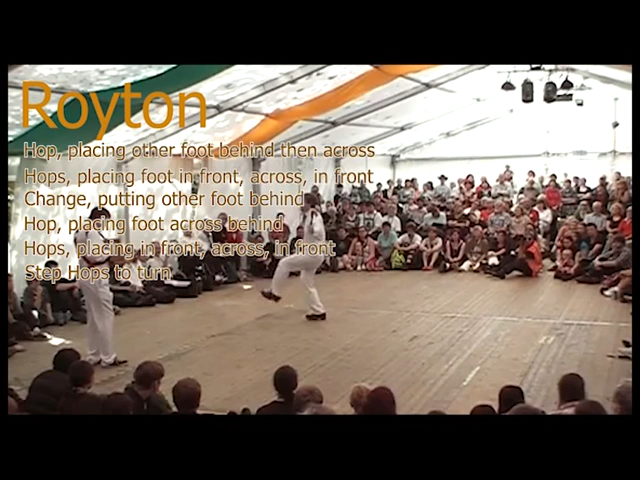 Royton
Hop, placing other foot behind then across
Hops, placing foot in front, across, in front
Change, putting other foot behind
Hop, placing foot across behind
Hops, placing in front, across, in front
Step Hops to turn